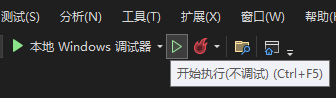 测试(S) 分析(N) 工具(T) 扩展(X) 窗口(W) 帮助(H)
本地 Windows 调试器
开始执行(不调试) (Ctrl+F5)